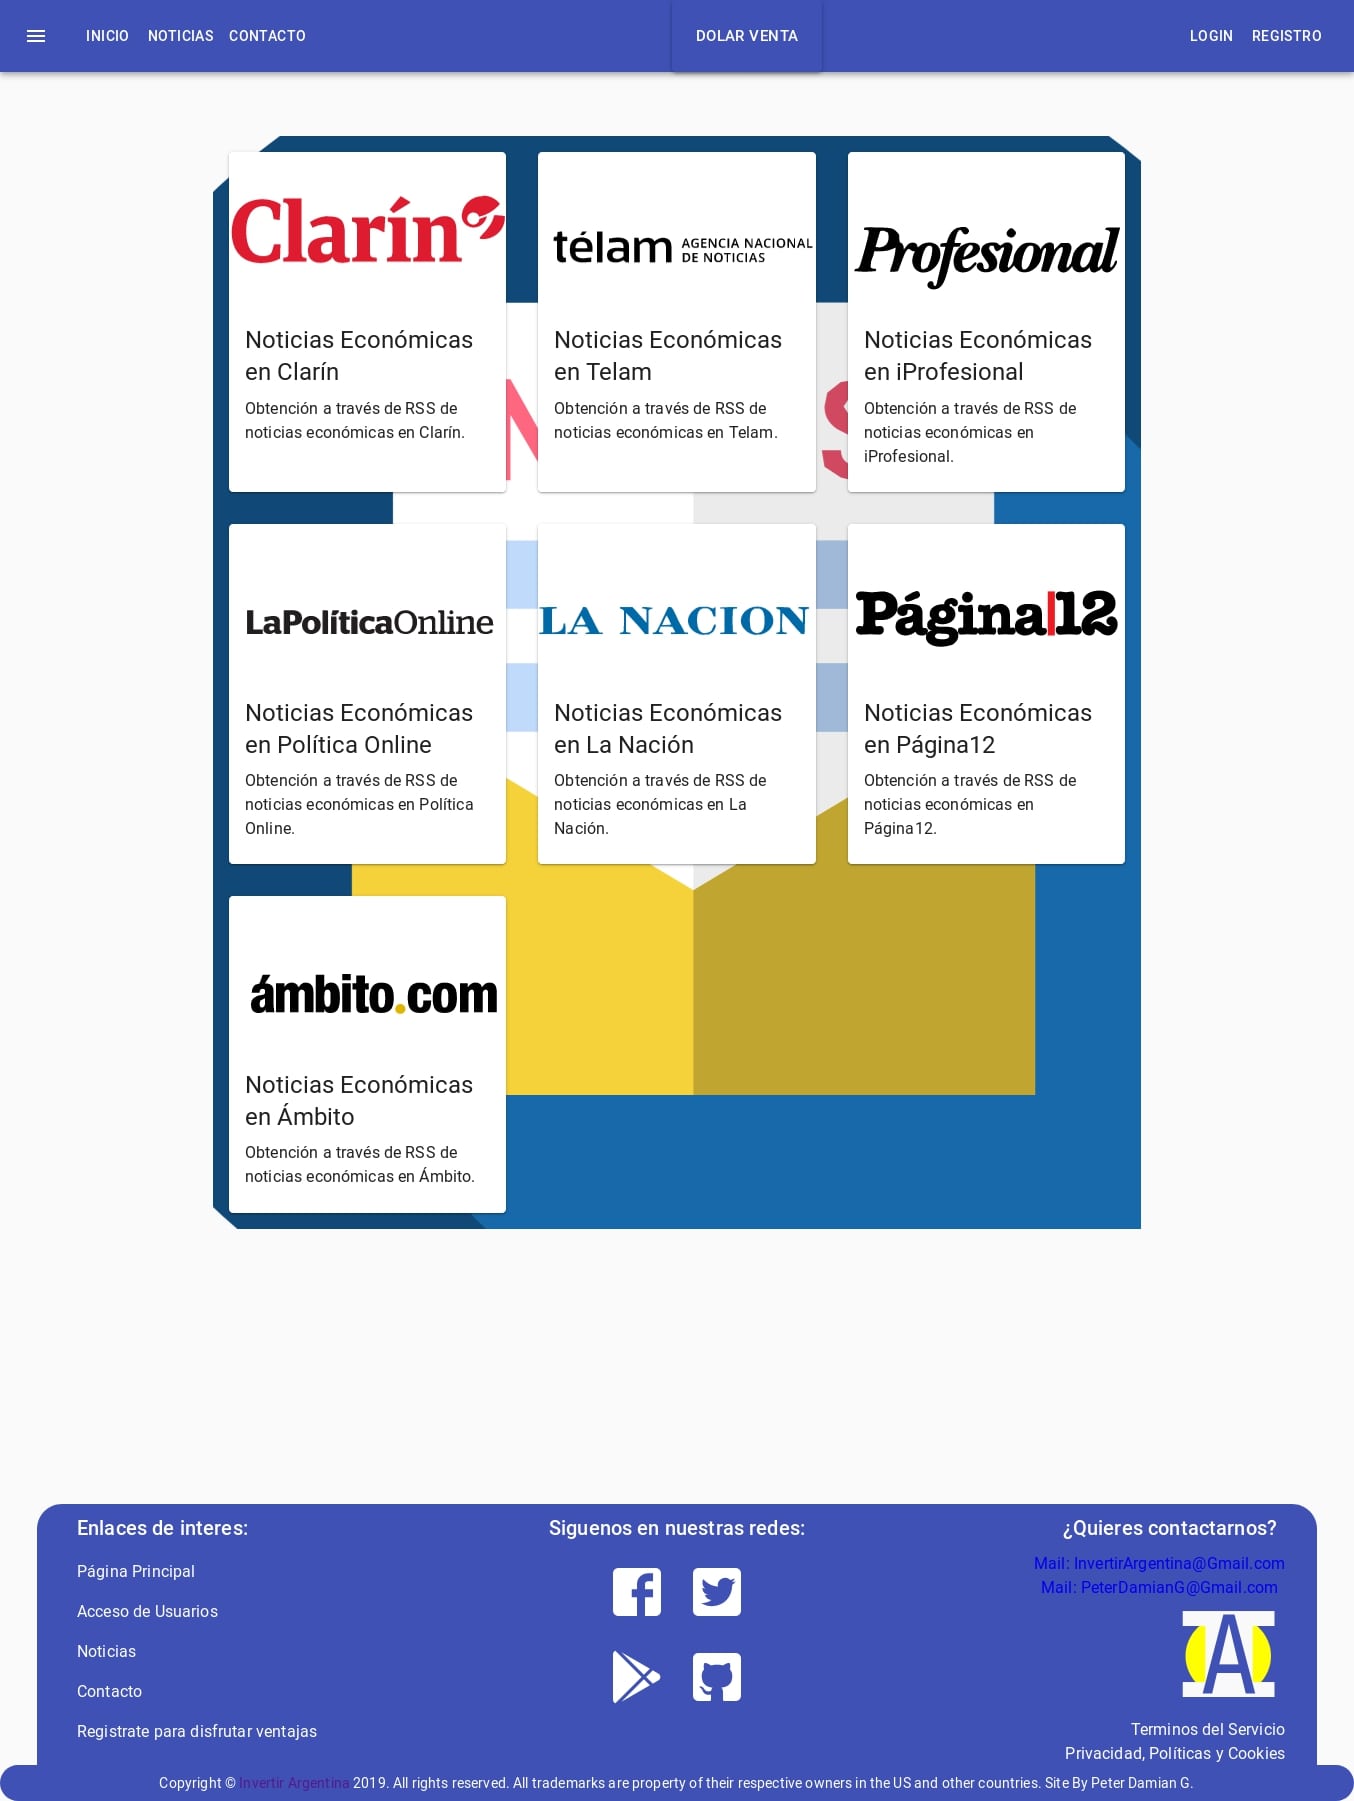 INICIO NOTICIAS CONTACTO DOLAR VENTA LOGIN REGISTRO
Clarín
Noticias Económicas
en Clarín
Obtención a través de RSS de
noticias económicas en Clarín.
télam AGENCIA NACIONAL
DE NOTICIAS
Noticias Económicas
en Telam
Obtención a través de RSS de
noticias económicas en Telam.
Profesional
Noticias Económicas
en iProfesional
Obtención a través de RSS de
noticias económicas en
iProfesional.
LaPolíticaOnline
Noticias Económicas
en Política Online
Obtención a través de RSS de
noticias económicas en Política
Online.
LA NACION
Noticias Económicas
en La Nación
Obtención a través de RSS de
noticias económicas en La
Nación.
Página|12
Noticias Económicas
en Página12
Obtención a través de RSS de
noticias económicas en
Página12.
ámbito.com
Noticias Económicas
en Ámbito
Obtención a través de RSS de
noticias económicas en Ámbito.
Enlaces de interes:
Página Principal
Acceso de Usuarios
Noticias
Contacto
Registrate para disfrutar ventajas
Siguenos en nuestras redes:
¿Quieres contactarnos?
Mail: InvertirArgentina@Gmail.com
Mail: PeterDamianG@Gmail.com
Terminos del Servicio
Privacidad, Políticas y Cookies
Copyright © Invertir Argentina 2019. All rights reserved. All trademarks are property of their respective owners in the US and other countries. Site By Peter Damian G.